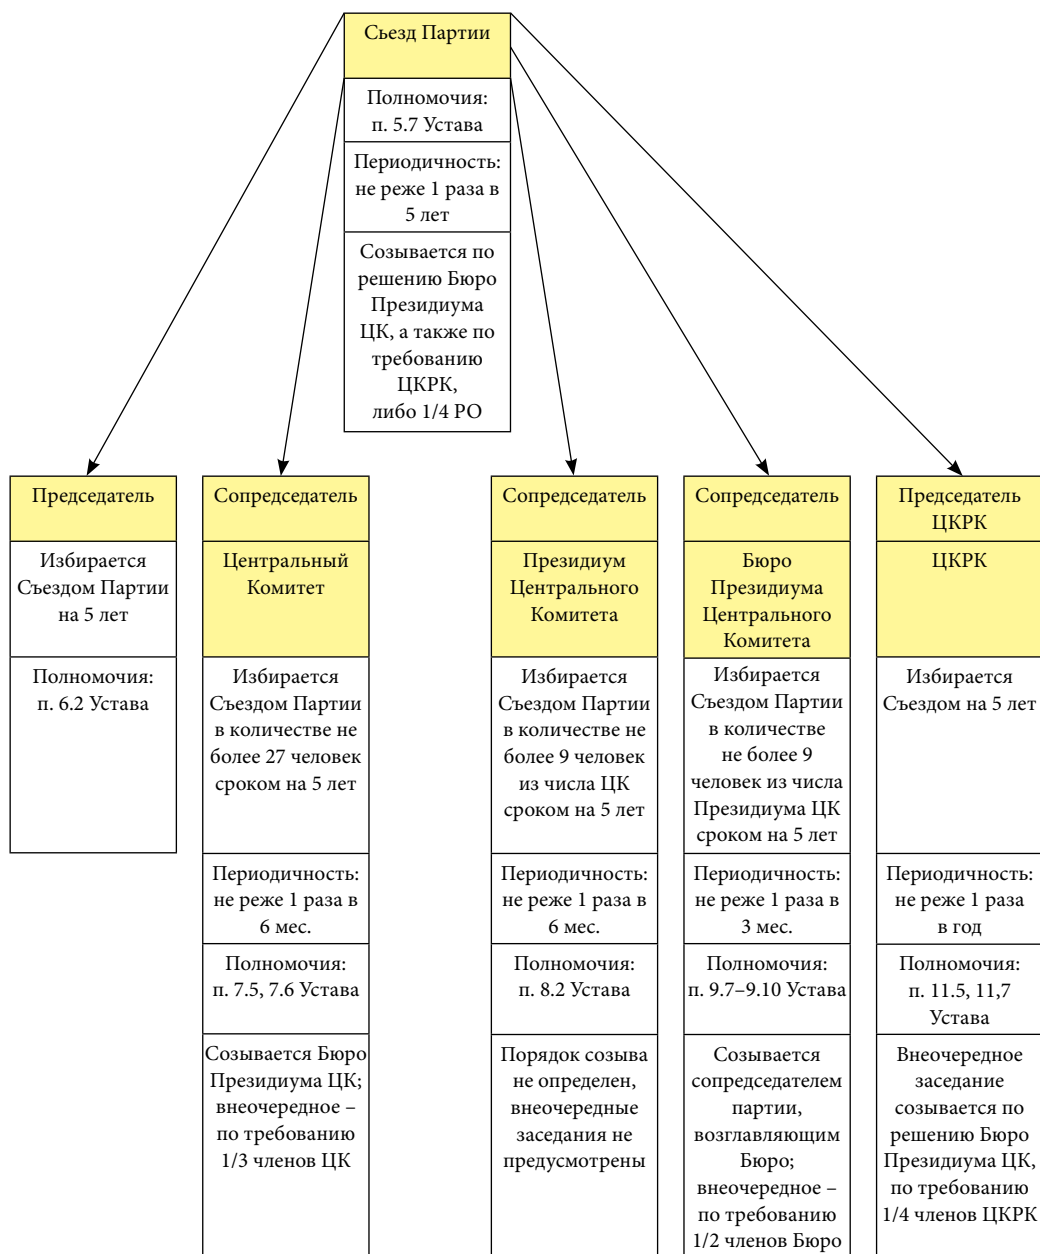 Сьезд Партии
Полномочия:
п. 5.7 Устава
Периодичность:
не реже 1 раза в
5 лет
Созывается по
решению Бюро
Президиума
ЦК, а также по
требованию
ЦКРК,
либо 1/4 РО
Председатель
Избирается
Съездом Партии
на 5 лет
Полномочия:
п. 6.2 Устава
Сопредседатель
Центральный
Комитет
Избирается
Съездом Партии
в количестве не
более 27 человек
сроком на 5 лет
Периодичность:
не реже 1 раза в
6 мес.
Полномочия:
п. 7.5, 7.6 Устава
Созывается Бюро
Президиума ЦК;
внеочередное –
по требованию
1/3 членов ЦК
Сопредседатель
Президиум
Центрального
Комитета
Избирается
Съездом Партии
в количестве не
более 9 человек
из числа ЦК
сроком на 5 лет
Периодичность:
не реже 1 раза в
6 мес.
Полномочия:
п. 8.2 Устава
Порядок созыва
не определен,
внеочередные
заседания не
предусмотрены
Сопредседатель
Бюро
Президиума
Центрального
Комитета
Избирается
Съездом Партии
в количестве
не более 9
человек из числа
Президиума ЦК
сроком на 5 лет
Периодичность:
не реже 1 раза в
3 мес.
Полномочия:
п. 9.7–9.10 Устава
Созывается
сопредседателем
партии,
возглавляющим
Бюро;
внеочередное –
по требованию
1/2 членов Бюро
Председатель
ЦКРК
ЦКРК
Избирается
Съездом на 5 лет
Периодичность:
не реже 1 раза
в год
Полномочия:
п. 11.5, 11,7
Устава
Внеочередное
заседание
созывается по
решению Бюро
Президиума ЦК,
по требованию
1/4 членов ЦКРК